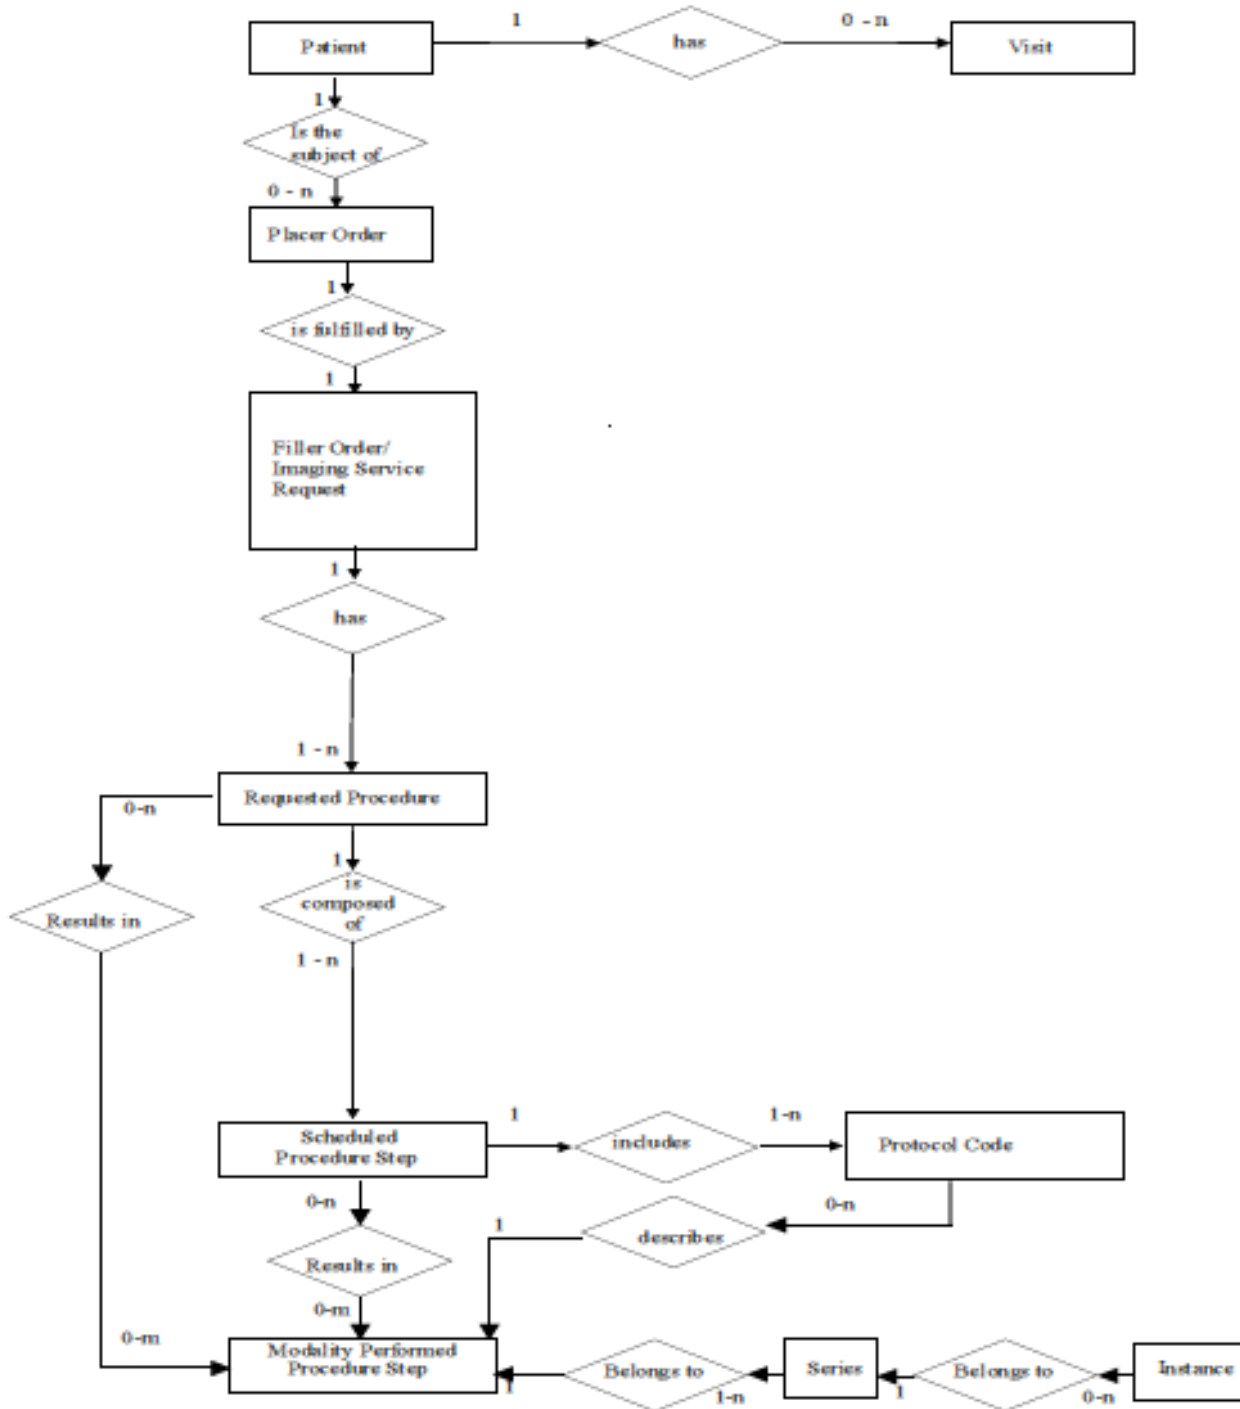 Patient
1
has
0 - n
Visit
1
Is the
subject of
0 - n
Placer Order
1
is fulfilled by
1
Filler Order/
Imaging Service
Request
1
has
1 - n
Requested Procedure
0-n
1
is
composed
of
Results in
1 - n
Scheduled
Procedure Step
1
includes
1-n
Protocol Code
0-n
0-n
1
describes
Results in
0-m
0-m
Modality Performed
Procedure Step
1
Belongs to
1-n
Series
1
Belongs to
0-n
Instance